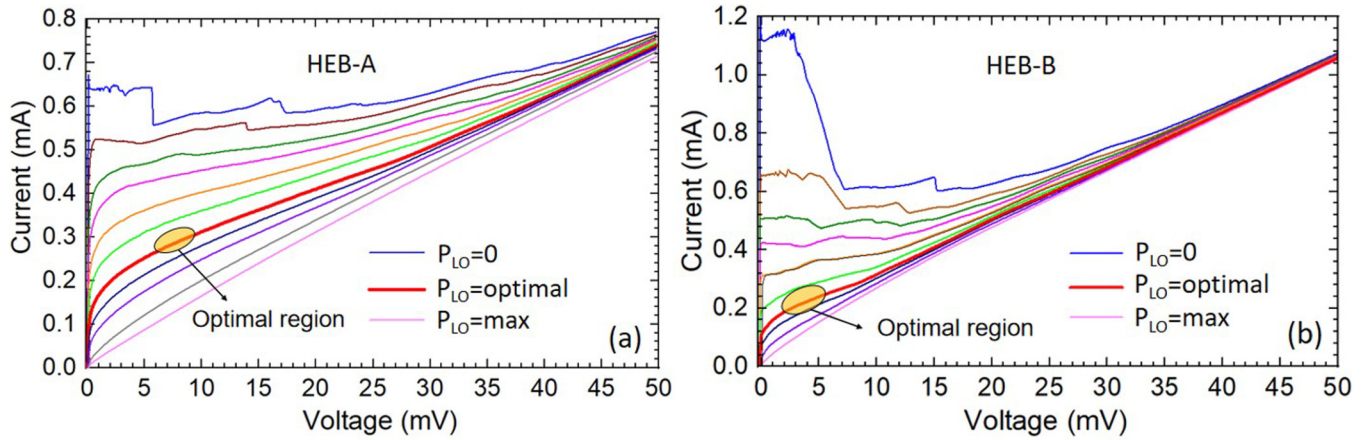 0.8
0.7
0.6
0.5
0.4
0.3
0.2
0.1
0.0
Current (mA)
HEB-A
P_LO=0
P_LO=optimal
P_LO=max
Optimal region
(a)
0 5 10 15 20 25 30 35 40 45 50
Voltage (mV)
1.2
1.0
0.8
0.6
0.4
0.2
0.0
Current (mA)
HEB-B
P_LO=0
P_LO=optimal
P_LO=max
Optimal region
(b)
0 5 10 15 20 25 30 35 40 45 50
Voltage (mV)